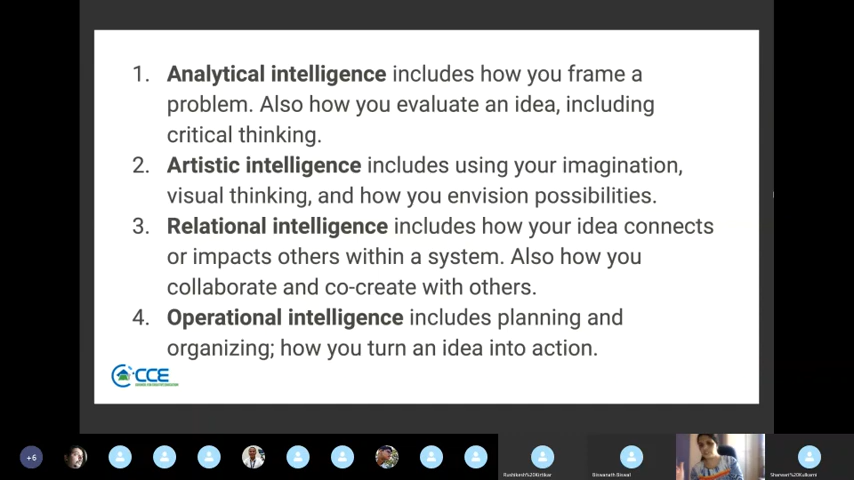 1. Analytical intelligence includes how you frame a
problem. Also how you evaluate an idea, including
critical thinking.
2. Artistic intelligence includes using your imagination,
visual thinking, and how you envision possibilities.
3. Relational intelligence includes how your idea connects
or impacts others within a system. Also how you
collaborate and co-create with others.
4. Operational intelligence includes planning and
organizing; how you turn an idea into action.
CCE
+6